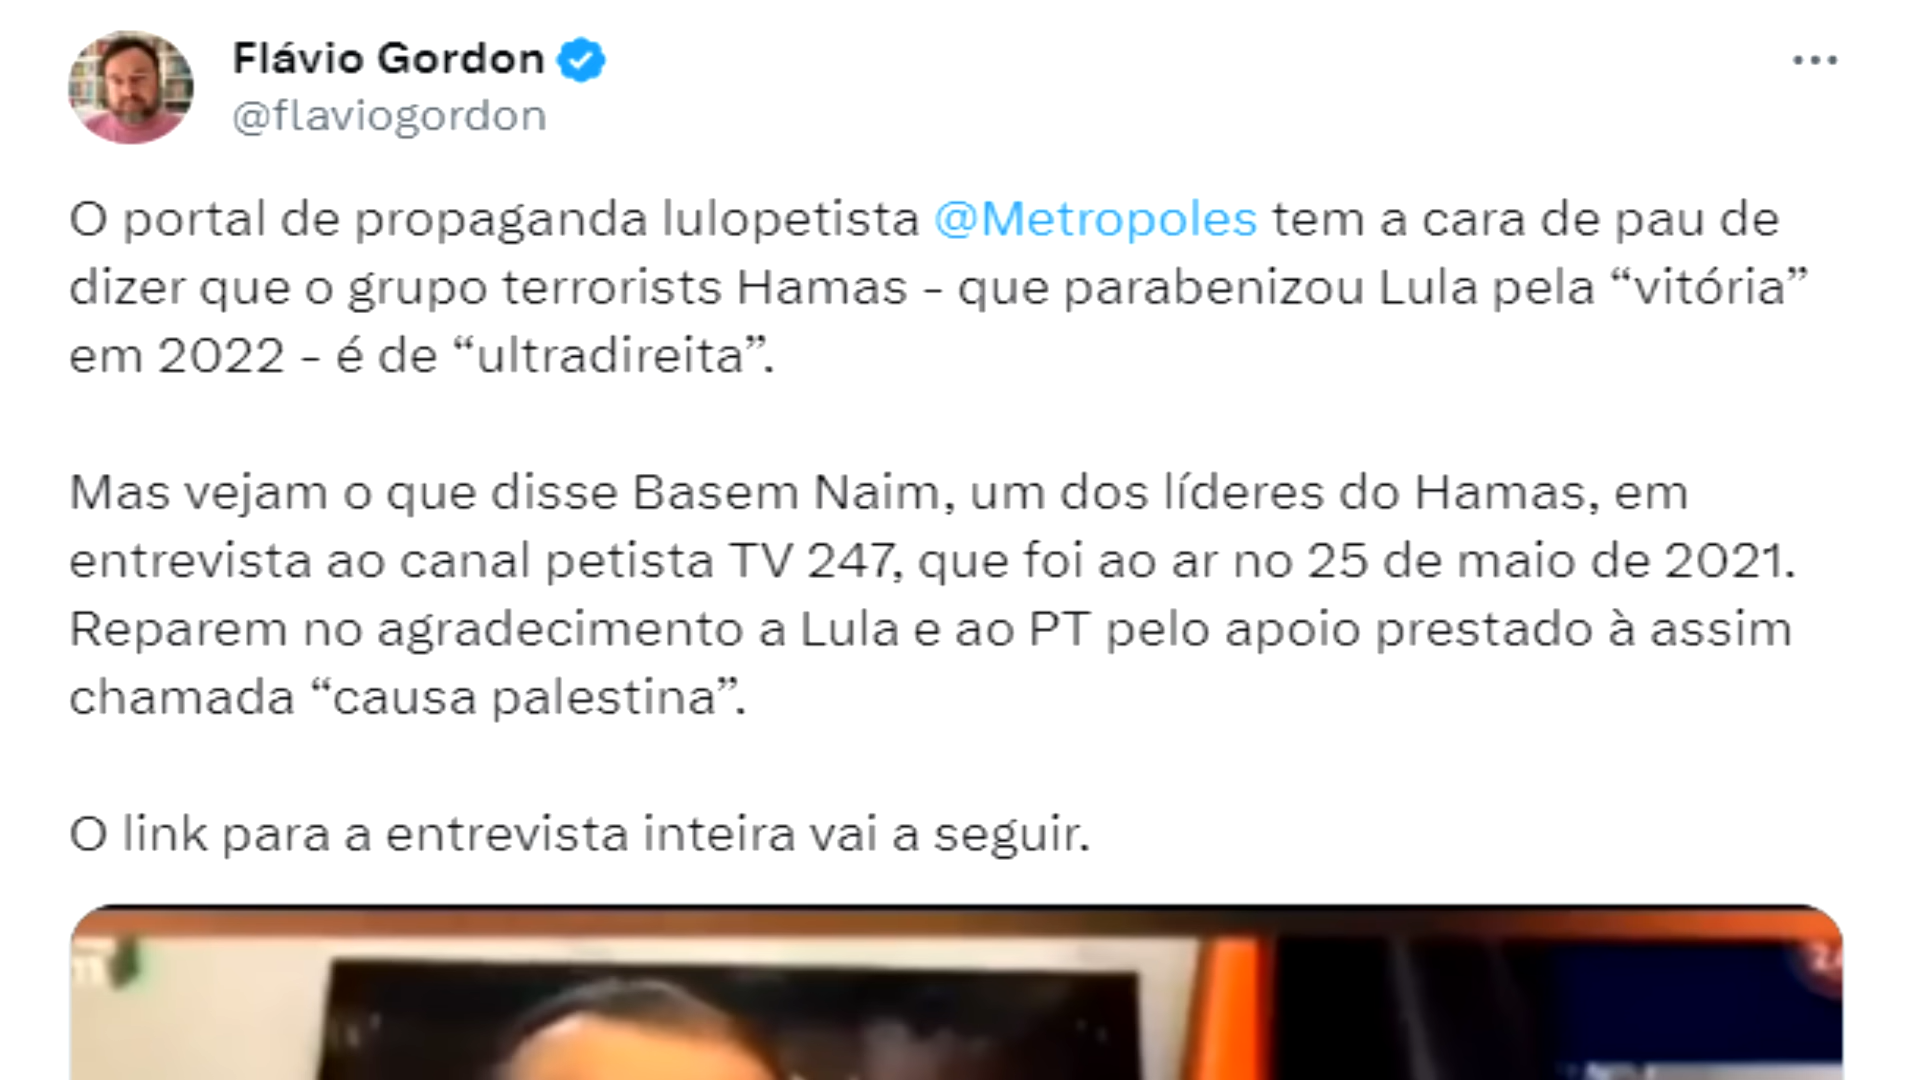 Flávio Gordon
@flaviogordon
O portal de propaganda lulopetista @Metropoles tem a cara de pau de
dizer que o grupo terrorists Hamas - que parabenizou Lula pela “vitória”
em 2022 - é de “ultradireita”.
Mas vejam o que disse Basem Naim, um dos líderes do Hamas, em
entrevista ao canal petista TV 247, que foi ao ar no 25 de maio de 2021.
Reparem no agradecimento a Lula e ao PT pelo apoio prestado à assim
chamada “causa palestina”.
O link para a entrevista inteira vai a seguir.